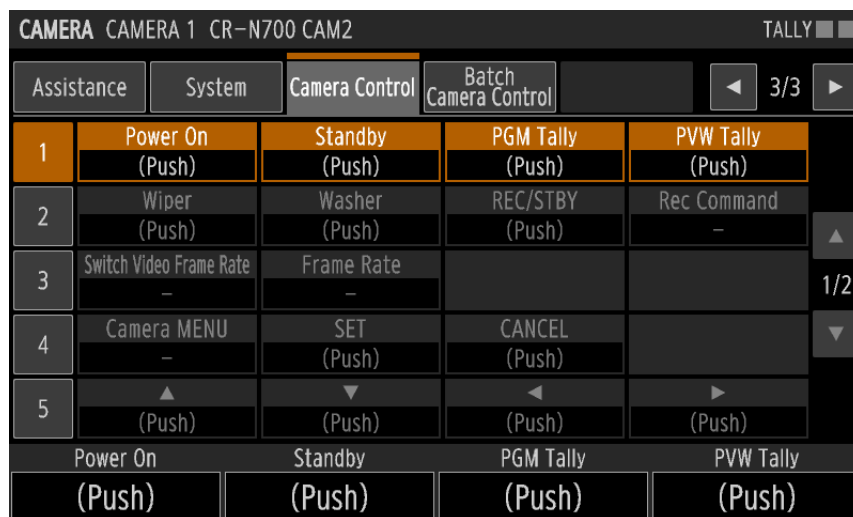 CAMERA CAMERA 1 CR-N700 CAM2 TALLY
Assistance System Camera Control Batch Camera Control ◄ 3/3 ►
1 Power On Standby PGM Tally PVW Tally
(Push) (Push) (Push) (Push)
2 Wiper Washer REC/STBY Rec Command
(Push) (Push) (Push) –
▲
3 Switch Video Frame Rate Frame Rate
– –
1/2
4 Camera MENU SET CANCEL
– (Push) (Push)
▼
5 ▲ ▼ ◄ ►
(Push) (Push) (Push) (Push)
Power On Standby PGM Tally PVW Tally
(Push) (Push) (Push) (Push)